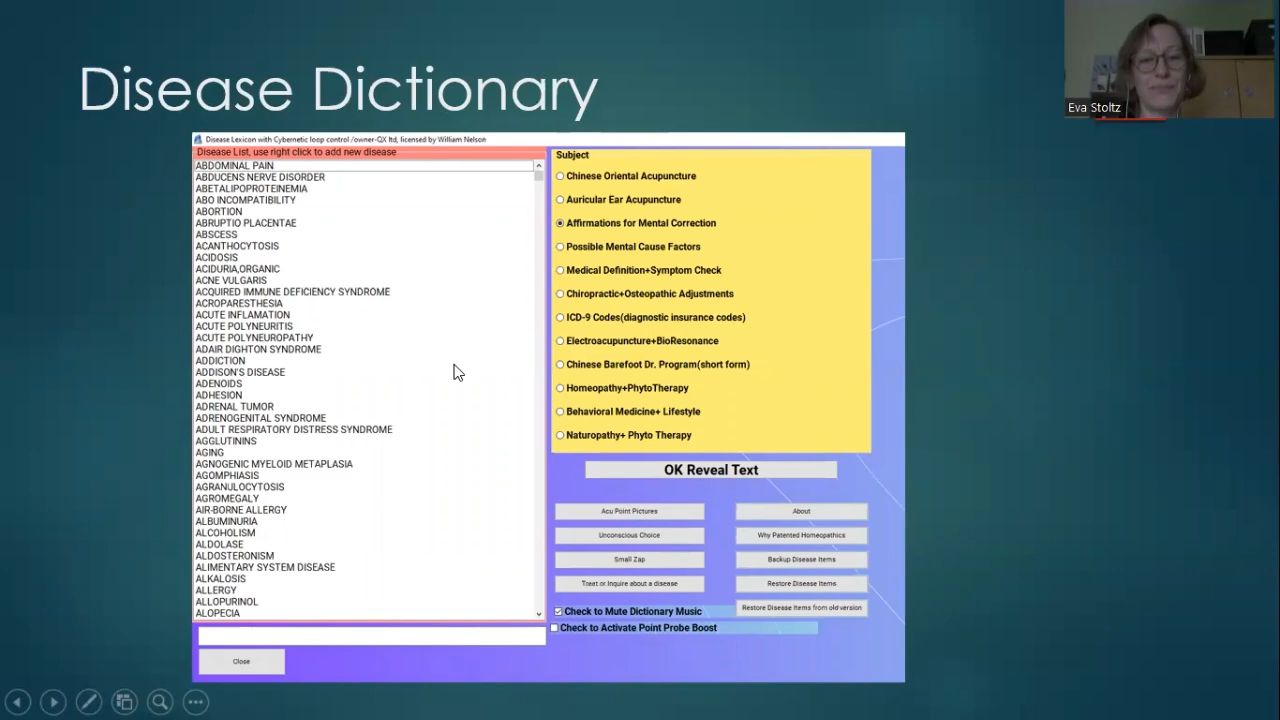 Disease Dictionary
Eva Stoltz
Disease Lexicon with Cybernetic loop control /owner-QX ltd, licensed by William Nelson
Disease List, use right click to add new disease
ABDOMINAL PAIN
ABDUCENS NERVE DISORDER
ABETALIPOPROTEINEMIA
ABO INCOMPATIBILITY
ABORTION
ABRUPTIO PLACENTAE
ABSCESS
ACANTHOCYTOSIS
ACIDOSIS
ACIDURIA,ORGANIC
ACNE VULGARIS
ACQUIRED IMMUNE DEFICIENCY SYNDROME
ACROPARESTHESIA
ACUTE INFLAMATION
ACUTE POLYNEURITIS
ACUTE POLYNEUROPATHY
ADAIR DIGHTON SYNDROME
ADDICTION
ADDISON'S DISEASE
ADENOIDS
ADHESION
ADRENAL TUMOR
ADRENOGENITAL SYNDROME
ADULT RESPIRATORY DISTRESS SYNDROME
AGGLUTININS
AGING
AGNOGENIC MYELOID METAPLASIA
AGOMPHIASIS
AGRANULOCYTOSIS
AGROMEGALY
AIR-BORNE ALLERGY
ALBUMINURIA
ALCOHOLISM
ALDOLASE
ALDOSTERONISM
ALIMENTARY SYSTEM DISEASE
ALKALOSIS
ALLERGY
ALLOPURINOL
ALOPECIA
Close
Subject
Chinese Oriental Acupuncture
Auricular Ear Acupuncture
Affirmations for Mental Correction
Possible Mental Cause Factors
Medical Definition+Symptom Check
Chiropractic+Osteopathic Adjustments
ICD-9 Codes(diagnostic insurance codes)
Electroacupuncture+BioResonance
Chinese Barefoot Dr. Program(short form)
Homeopathy+PhytoTherapy
Behavioral Medicine+ Lifestyle
Naturopathy+ Phyto Therapy
OK Reveal Text
Acu Point Pictures
About
Unconscious Choice
Why Patented Homeopathics
Small Zap
Backup Disease Items
Treat or Inquire about a disease
Restore Disease Items
Check to Mute Dictionary Music
Restore Disease Items from old version
Check to Activate Point Probe Boost